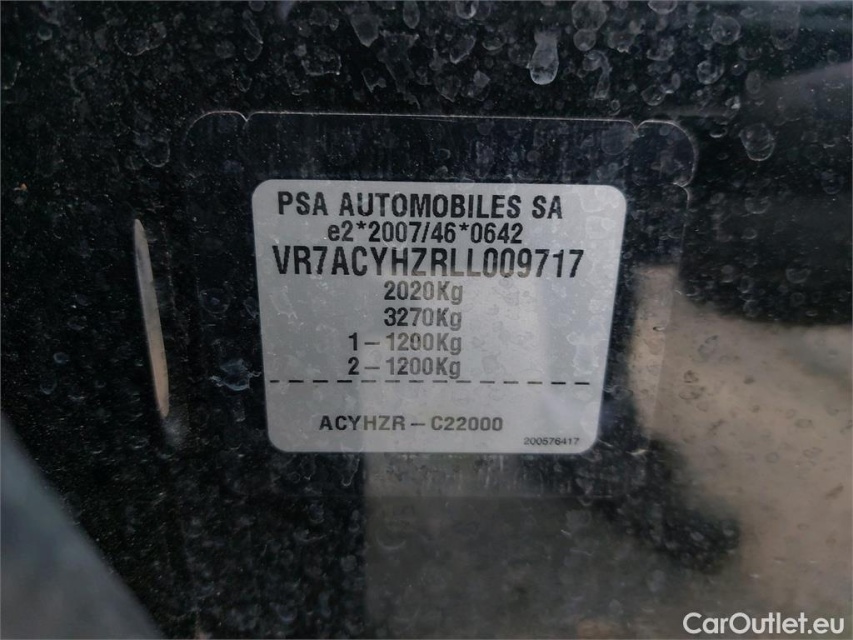 PSA AUTOMOBILES SA
e2*2007/46*0642
VR7ACYHZRLL009717
2020Kg
3270Kg
1-1200Kg
2-1200Kg
ACYHZR-C22000
200576417
CarOutlet.eu